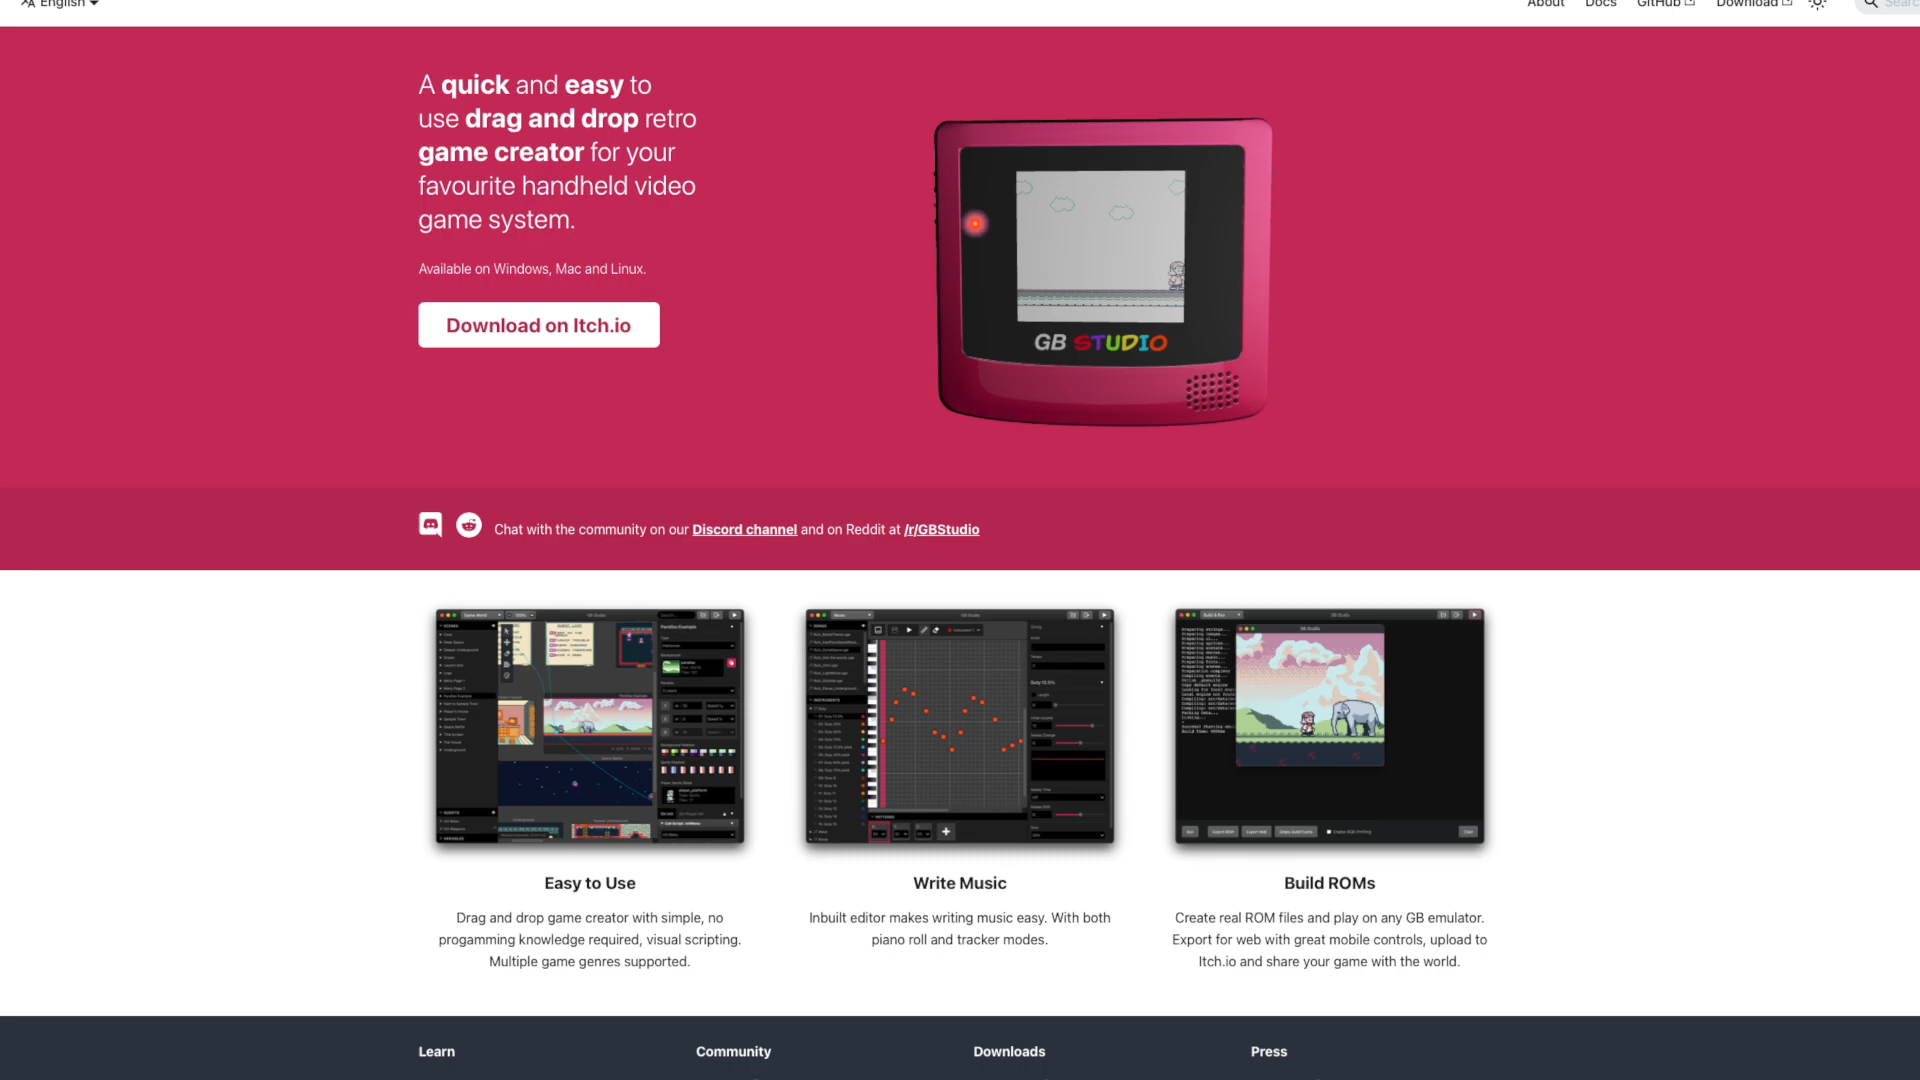 English
About Docs GitHub Download Search
A quick and easy to
use drag and drop retro
game creator for your
favourite handheld video
game system.
Available on Windows, Mac and Linux.
Download on Itch.io
GB STUDIO
Chat with the community on our Discord channel and on Reddit at /r/GBStudio
Easy to Use
Drag and drop game creator with simple, no
progamming knowledge required, visual scripting.
Multiple game genres supported.
Write Music
Inbuilt editor makes writing music easy. With both
piano roll and tracker modes.
Build ROMs
Create real ROM files and play on any GB emulator.
Export for web with great mobile controls, upload to
Itch.io and share your game with the world.
Learn
Community
Downloads
Press